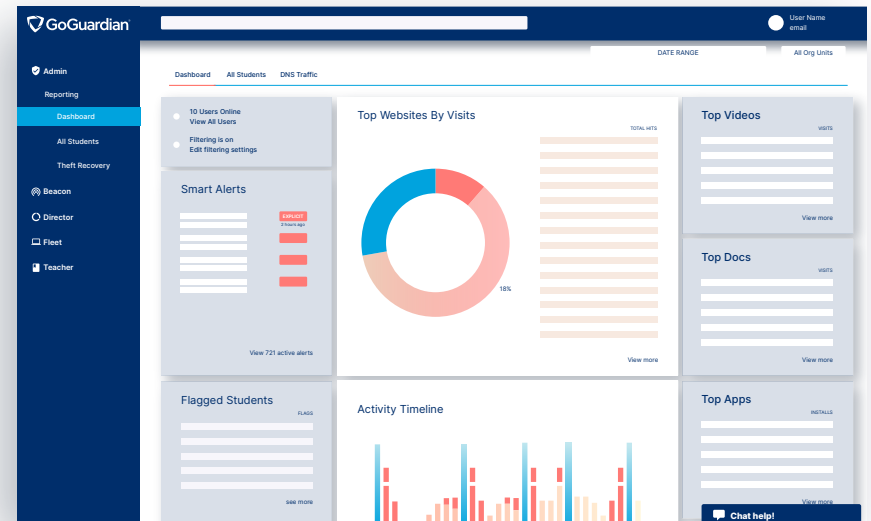 GoGuardian
User Name
email
DATE RANGE
All Org Units
Admin
Reporting
Dashboard
All Students
Theft Recovery
Beacon
Director
Fleet
Teacher
Dashboard
All Students
DNS Traffic
10 Users Online
View All Users
Filtering is on
Edit filtering settings
Smart Alerts
EXPLICIT
2 hours ago
View 721 active alerts
Flagged Students
FLAGS
see more
Top Websites By Visits
TOTAL HITS
18%
View more
Activity Timeline
Top Videos
VISITS
View more
Top Docs
VISITS
View more
Top Apps
INSTALLS
View more
Chat help!